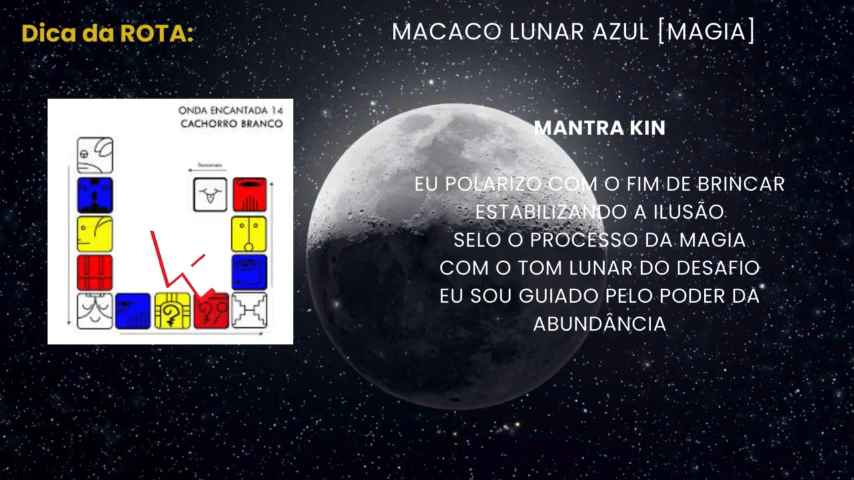 Dica da ROTA:
MACACO LUNAR AZUL [MAGIA]
ONDA ENCANTADA 14
CACHORRO BRANCO
MANTRA KIN
EU POLARIZO COM O FIM DE BRINCAR
ESTABILIZANDO A ILUSÃO
SELO O PROCESSO DA MAGIA
COM O TOM LUNAR DO DESAFIO
EU SOU GUIADO PELO PODER DA
ABUNDÂNCIA